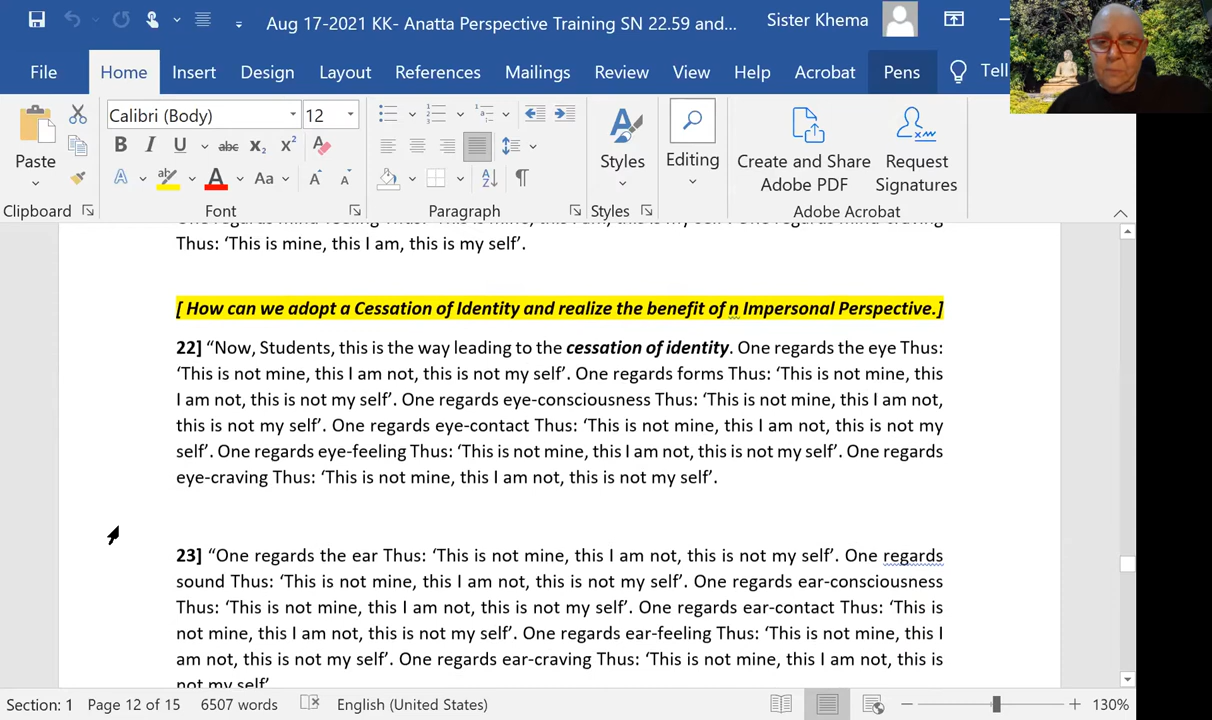 Aug 17-2021 KK- Anatta Perspective Training SN 22.59 and...
Sister Khema
File Home Insert Design Layout References Mailings Review View Help Acrobat Pens Tell
Calibri (Body) 12
Paste
Styles
Editing
Create and Share Adobe PDF
Request Signatures
Clipboard Font Paragraph Styles Adobe Acrobat
Thus: ‘This is mine, this I am, this is my self’.
[ How can we adopt a Cessation of Identity and realize the benefit of n Impersonal Perspective.]
22] “Now, Students, this is the way leading to the cessation of identity. One regards the eye Thus:
‘This is not mine, this I am not, this is not my self’. One regards forms Thus: ‘This is not mine, this
I am not, this is not my self’. One regards eye-consciousness Thus: ‘This is not mine, this I am not,
this is not my self’. One regards eye-contact Thus: ‘This is not mine, this I am not, this is not my
self’. One regards eye-feeling Thus: ‘This is not mine, this I am not, this is not my self’. One regards
eye-craving Thus: ‘This is not mine, this I am not, this is not my self’.
23] “One regards the ear Thus: ‘This is not mine, this I am not, this is not my self’. One regards
sound Thus: ‘This is not mine, this I am not, this is not my self’. One regards ear-consciousness
Thus: ‘This is not mine, this I am not, this is not my self’. One regards ear-contact Thus: ‘This is
not mine, this I am not, this is not my self’. One regards ear-feeling Thus: ‘This is not mine, this I
am not, this is not my self’. One regards ear-craving Thus: ‘This is not mine, this I am not, this is
not my self’
Section: 1 Page 12 of 15 6507 words English (United States) 130%